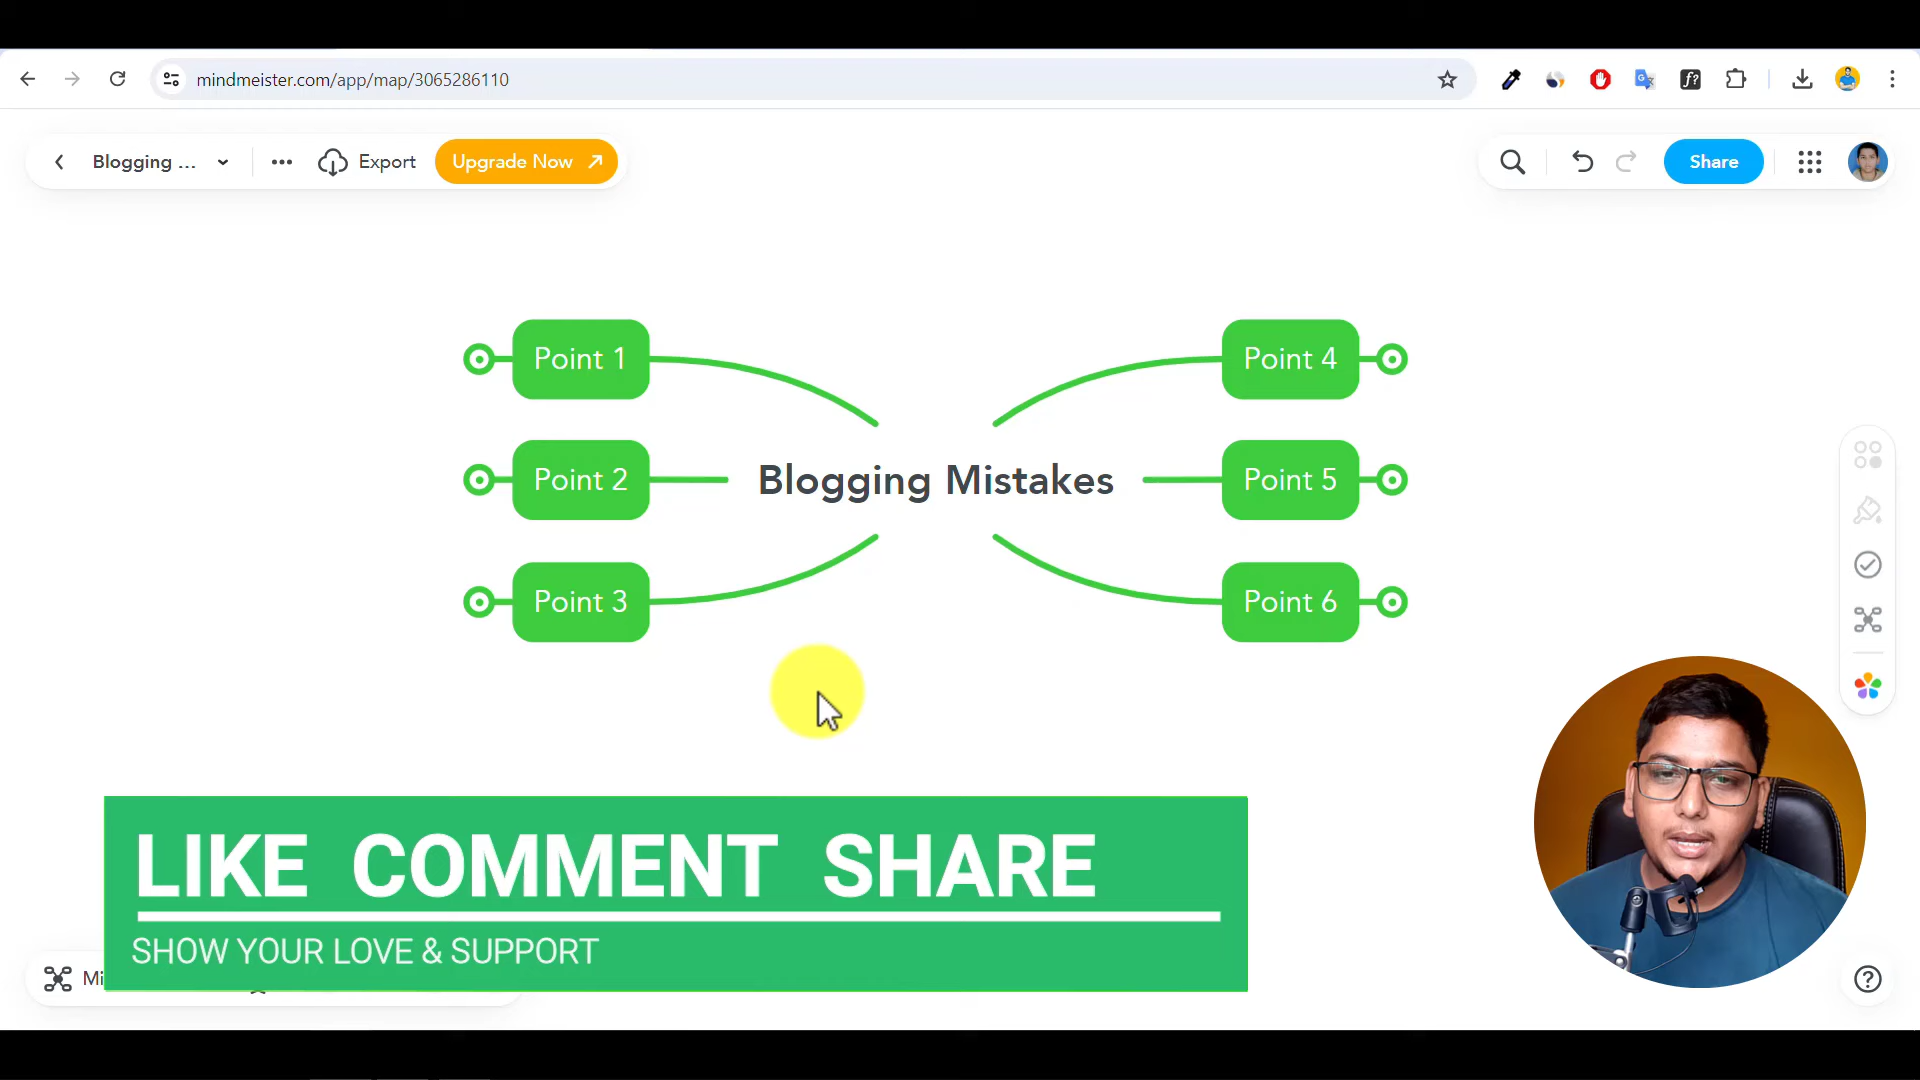 mindmeister.com/app/map/3065286110
Blogging ...
Export
Upgrade Now
Share
Point 1
Point 4
Point 2
Blogging Mistakes
Point 5
Point 3
Point 6
LIKE COMMENT SHARE
SHOW YOUR LOVE & SUPPORT